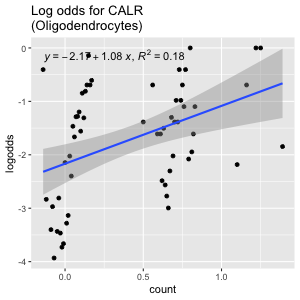 Log odds for CALR
(Oligodendrocytes)
y = −2.17 + 1.08 x, R² = 0.18
logodds
0
-1
-2
-3
-4
0.0 0.5 1.0
count